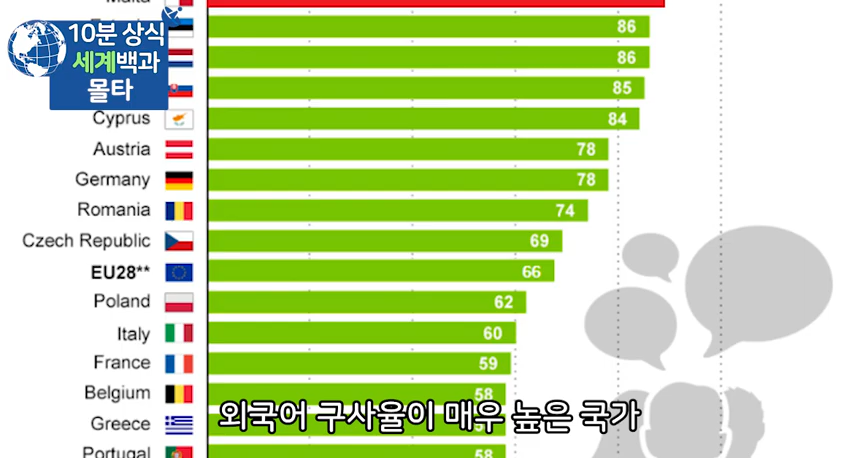 10분 상식
세계백과
몰타
86
86
85
Cyprus 84
Austria 78
Germany 78
Romania 74
Czech Republic 69
EU28** 66
Poland 62
Italy 60
France 59
Belgium 58
Greece
Portugal 58
외국어 구사율이 매우 높은 국가